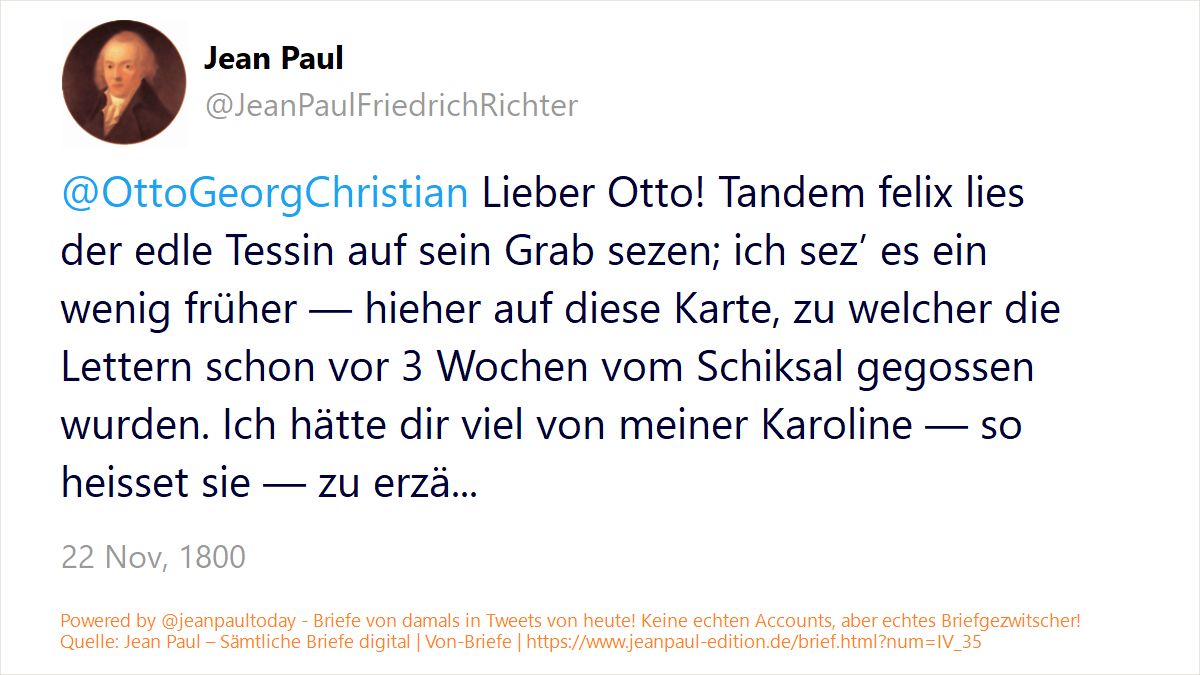 Jean Paul
@JeanPaulFriedrichRichter
@OttoGeorgChristian Lieber Otto! Tandem felix lies
der edle Tessin auf sein Grab sezen; ich sez’ es ein
wenig früher — hieher auf diese Karte, zu welcher die
Lettern schon vor 3 Wochen vom Schiksal gegossen
wurden. Ich hätte dir viel von meiner Karoline — so
heisset sie — zu erzä...
22 Nov, 1800
Powered by @jeanpaultoday - Briefe von damals in Tweets von heute! Keine echten Accounts, aber echtes Briefgezwitscher!
Quelle: Jean Paul – Sämtliche Briefe digital | Von-Briefe | https://www.jeanpaul-edition.de/brief.html?num=IV_35